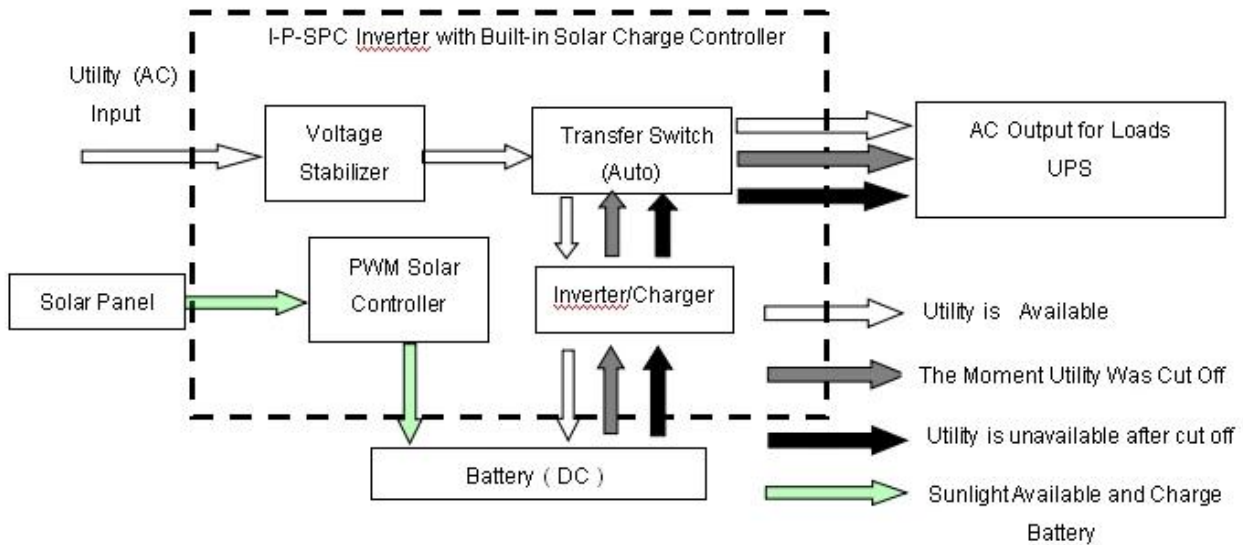 I-P-SPC Inverter with Built-in Solar Charge Controller
Utility (AC)
Input
Voltage
Stabilizer
Transfer Switch
(Auto)
AC Output for Loads
UPS
Solar Panel
PWM Solar
Controller
Inverter/Charger
Battery ( DC )
Utility is Available
The Moment Utility Was Cut Off
Utility is unavailable after cut off
Sunlight Available and Charge
Battery